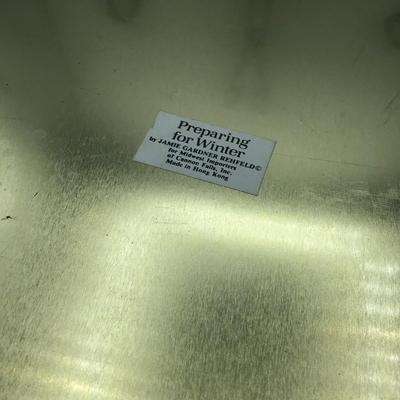 Preparing
for Winter
by JAMIE GARDNER REHFELD©
for Midwest Importers
of Cannon Falls, Inc.
Made in Hong Kong